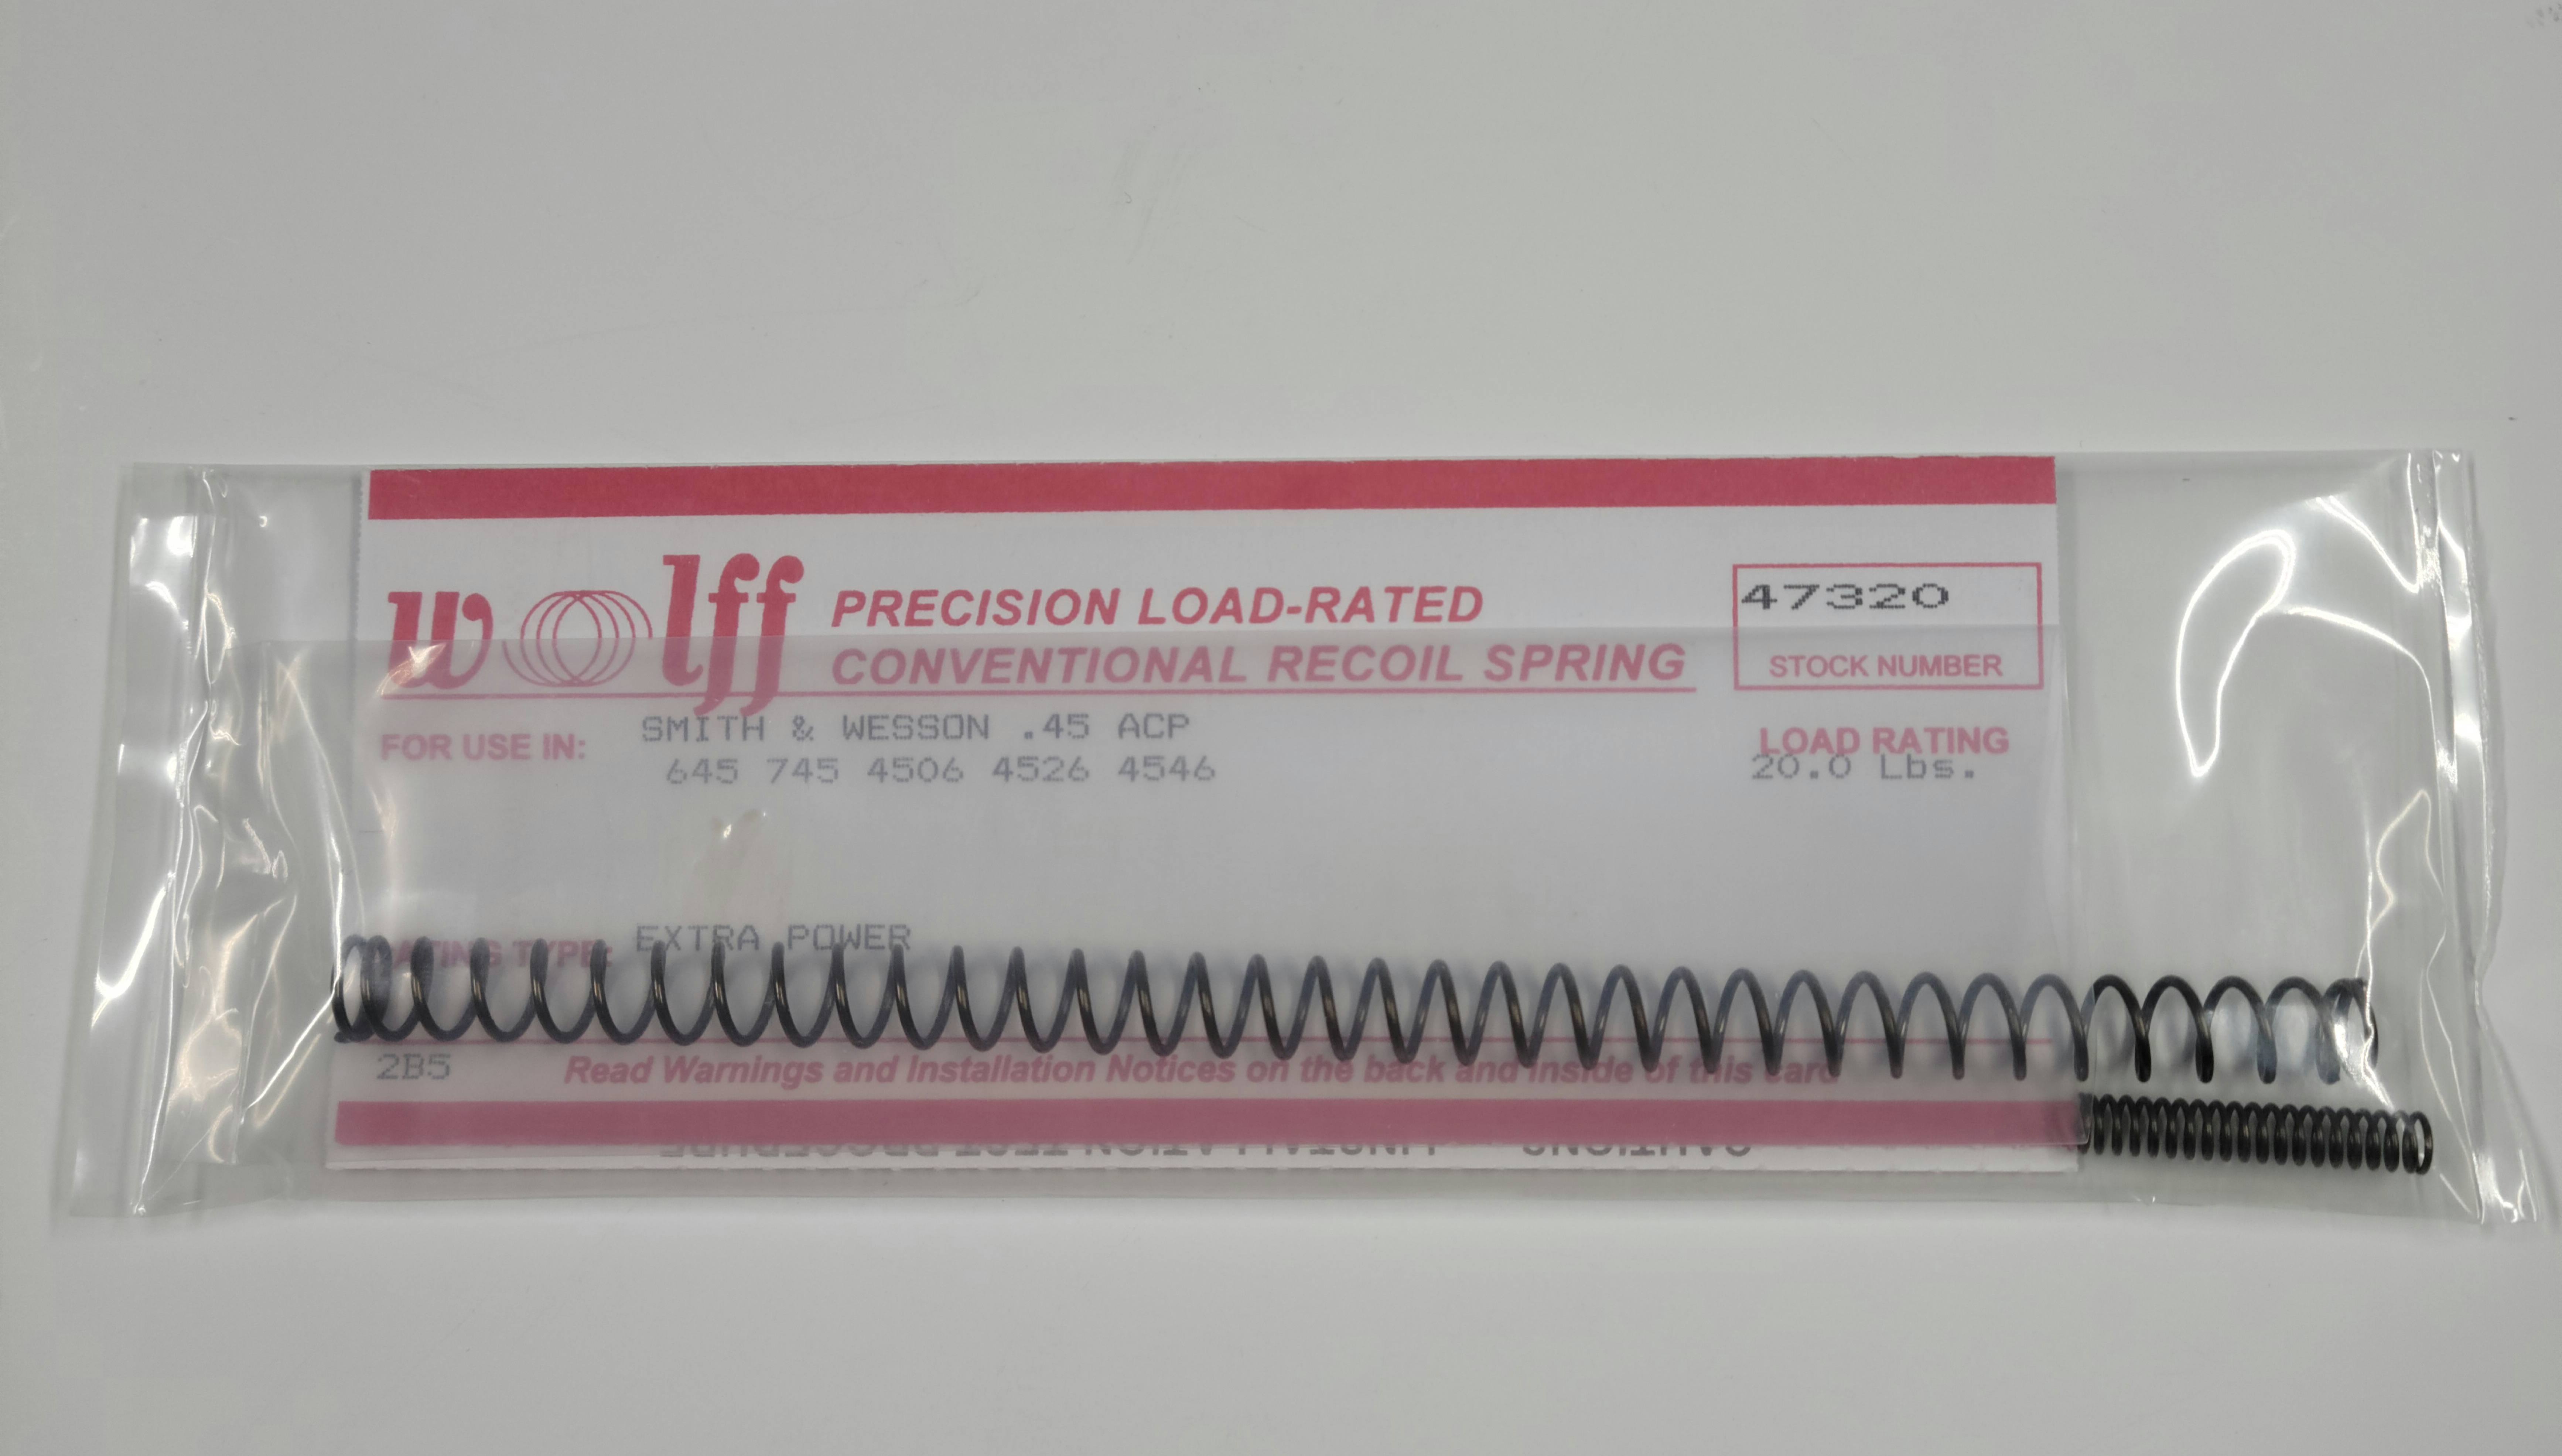 wolff
PRECISION LOAD-RATED
CONVENTIONAL RECOIL SPRING
47320
STOCK NUMBER
FOR USE IN: SMITH & WESSON .45 ACP
645 745 4506 4526 4546
LOAD RATING
20.0 Lbs.
RATING TYPE: EXTRA POWER
2B5 Read Warnings and Installation Notices on the back and inside of this card